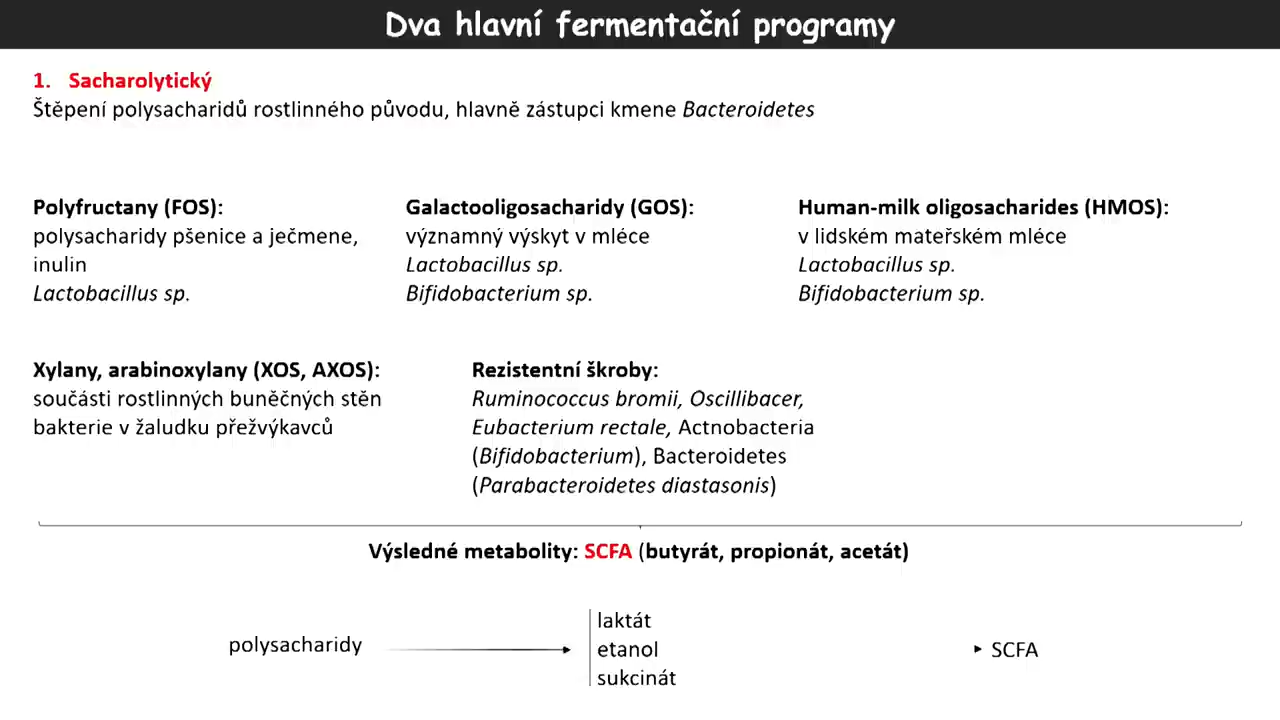 Dva hlavní fermentační programy
1. Sacharolytický
Štěpení polysacharidů rostlinného původu, hlavně zástupci kmene Bacteroidetes
Polyfructany (FOS):
polysacharidy pšenice a ječmene,
inulin
Lactobacillus sp.
Galactooligosacharidy (GOS):
významný výskyt v mléce
Lactobacillus sp.
Bifidobacterium sp.
Human-milk oligosacharides (HMOS):
v lidském mateřském mléce
Lactobacillus sp.
Bifidobacterium sp.
Xylany, arabinoxylany (XOS, AXOS):
součásti rostlinných buněčných stěn
bakterie v žaludku přežvýkavců
Rezistentní škroby:
Ruminococcus bromii, Oscillibacer,
Eubacterium rectale, Actnobacteria
(Bifidobacterium), Bacteroidetes
(Parabacteroidetes diastasonis)
Výsledné metabolity: SCFA (butyrát, propionát, acetát)
polysacharidy
laktát
etanol
sukcinát
SCFA